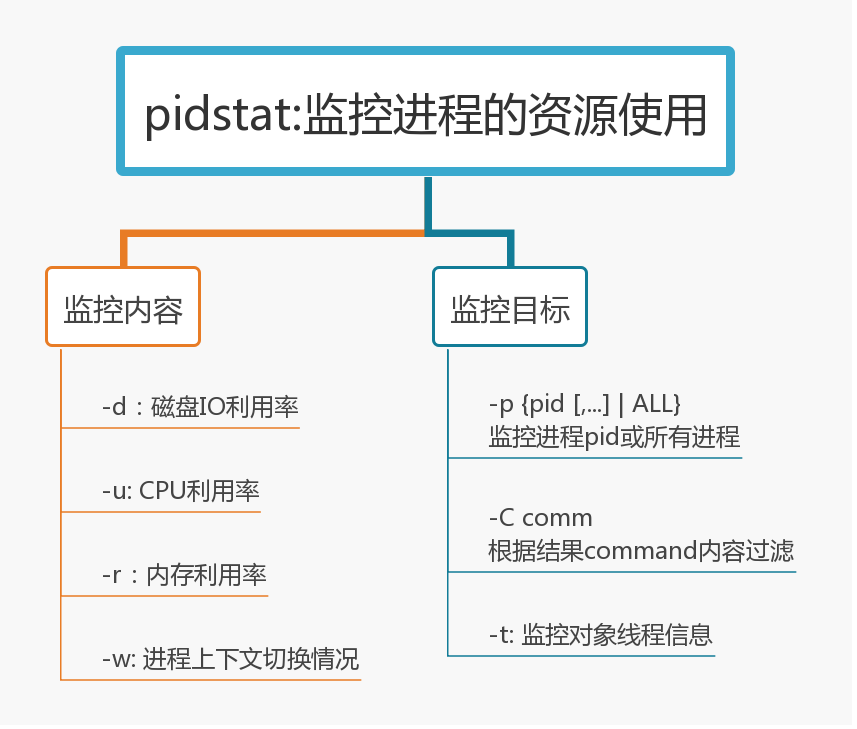 pidstat:监控进程的资源使用
监控内容
-d：磁盘IO利用率
-u: CPU利用率
-r：内存利用率
-w: 进程上下文切换情况
监控目标
-p {pid [,...] | ALL}
监控进程pid或所有进程
-C comm
根据结果command内容过滤
-t: 监控对象线程信息